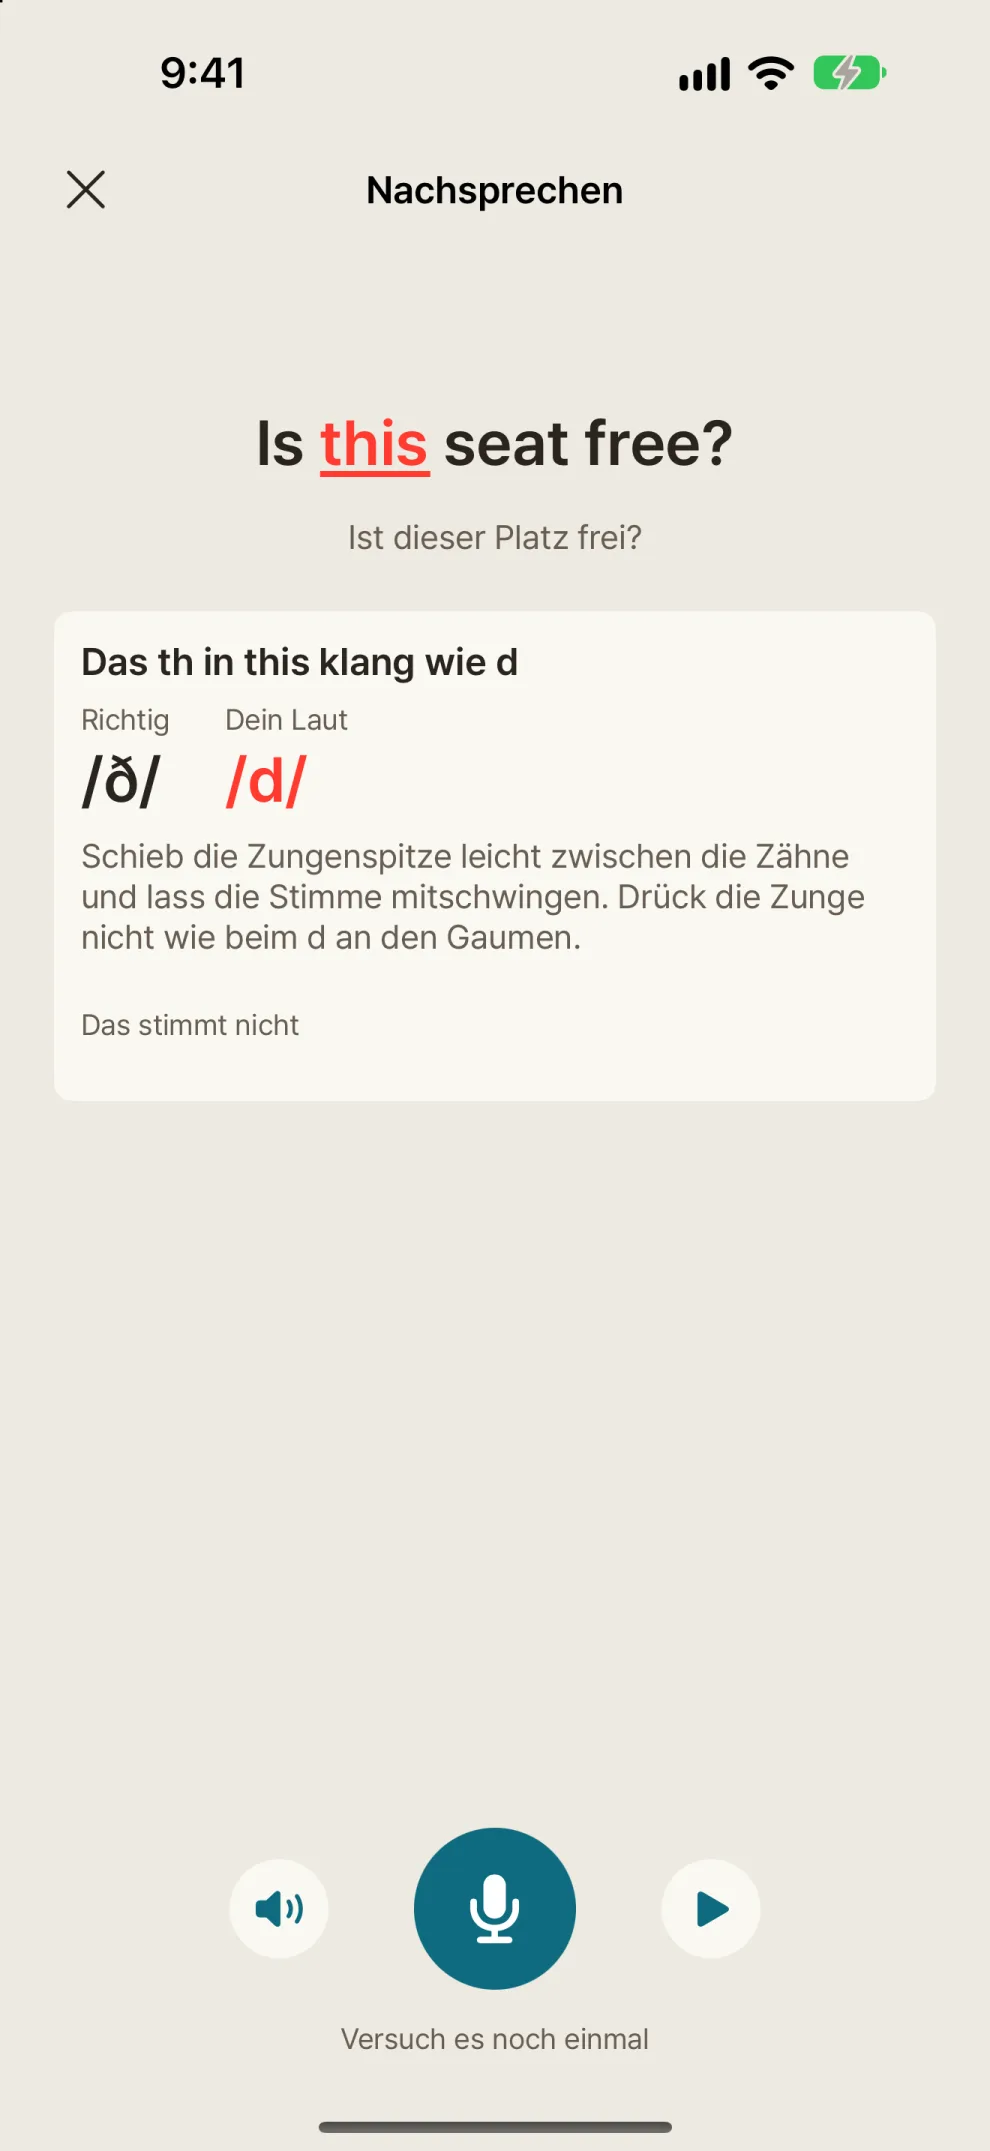 9:41
Nachsprechen
Is this seat free?
Ist dieser Platz frei?
Das th in this klang wie d
Richtig Dein Laut
/ð/ /d/
Schieb die Zungenspitze leicht zwischen die Zähne
und lass die Stimme mitschwingen. Drück die Zunge
nicht wie beim d an den Gaumen.
Das stimmt nicht
Versuch es noch einmal